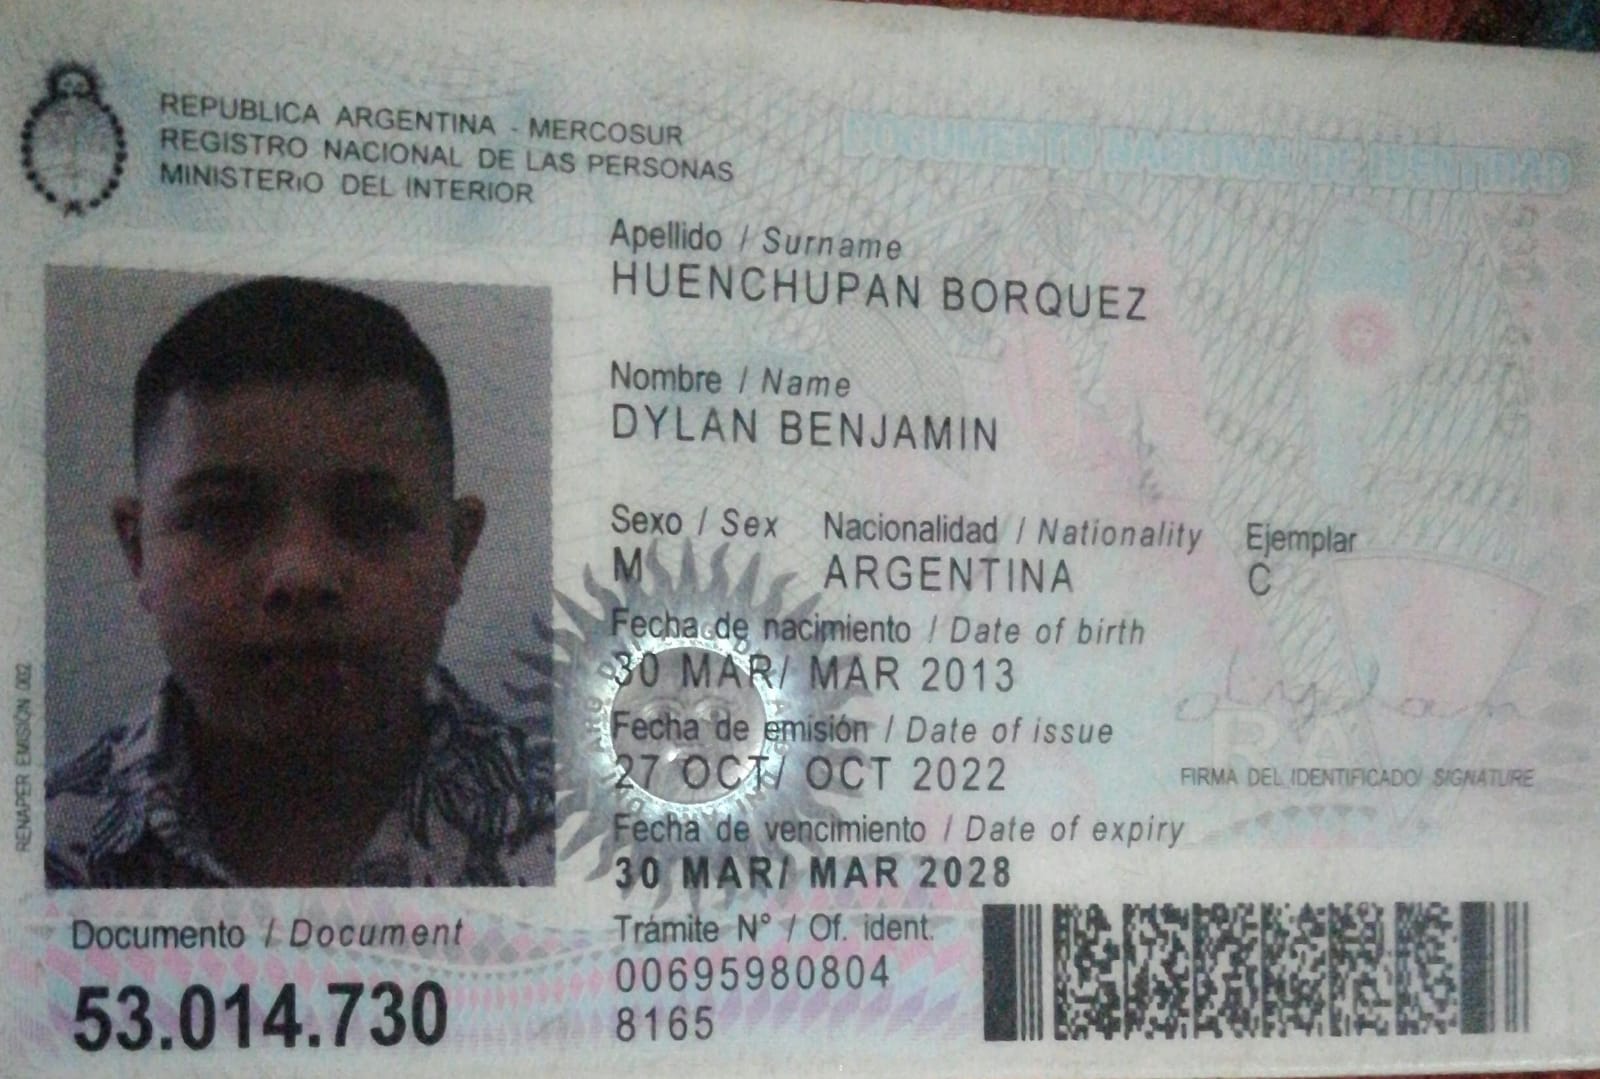 REPUBLICA ARGENTINA - MERCOSUR
REGISTRO NACIONAL DE LAS PERSONAS
MINISTERIO DEL INTERIOR
DOCUMENTO NACIONAL DE IDENTIDAD
Apellido / Surname
HUENCHUPAN BORQUEZ
Nombre / Name
DYLAN BENJAMIN
Sexo / Sex Nacionalidad / Nationality Ejemplar
M ARGENTINA C
Fecha de nacimiento / Date of birth
30 MAR/ MAR 2013
Fecha de emisión / Date of issue
27 OCT/ OCT 2022
Fecha de vencimiento / Date of expiry
30 MAR/ MAR 2028
dylan
RA
FIRMA DEL IDENTIFICADO/ SIGNATURE
RENAPER EMISIÓN 002
Documento / Document
53.014.730
Trámite N° / Of. ident.
00695980804
8165